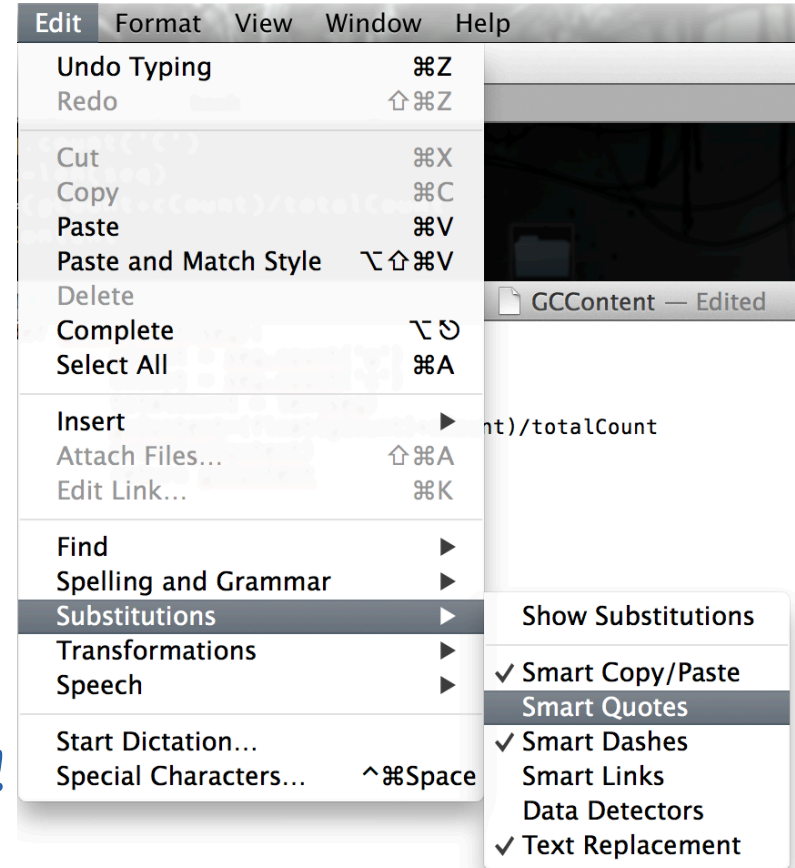 Edit Format View Window Help
Undo Typing ⌘Z
Redo ⇧⌘Z
Cut ⌘X
Copy ⌘C
Paste ⌘V
Paste and Match Style ⌥⇧⌘V
Delete
Complete ⌥⎋
Select All ⌘A
Insert ▶
Attach Files... ⇧⌘A
Edit Link... ⌘K
Find ▶
Spelling and Grammar ▶
Substitutions ▶
Transformations ▶
Speech ▶
Start Dictation...
Special Characters... ^⌘Space
GCContent — Edited
nt)/totalCount
Show Substitutions
✓ Smart Copy/Paste
Smart Quotes
✓ Smart Dashes
Smart Links
Data Detectors
✓ Text Replacement
!